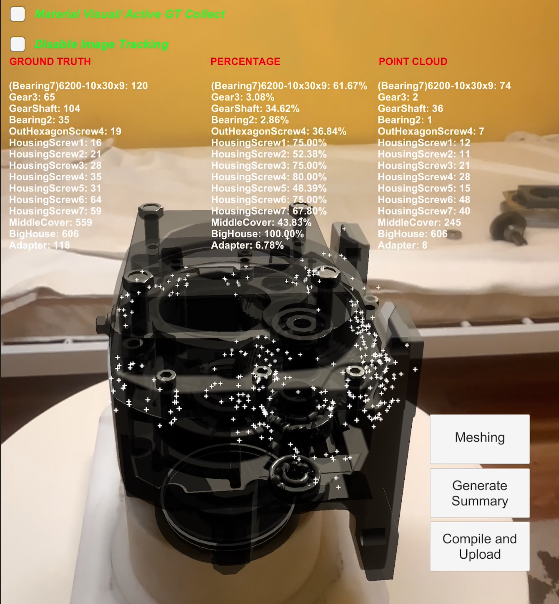 Material Visual/ Active GT Collect
Disable Image Tracking
GROUND TRUTH PERCENTAGE POINT CLOUD
(Bearing7)6200-10x30x9: 120 (Bearing7)6200-10x30x9: 61.67% (Bearing7)6200-10x30x9: 74
Gear3: 65 Gear3: 3.08% Gear3: 2
GearShaft: 104 GearShaft: 34.62% GearShaft: 36
Bearing2: 35 Bearing2: 2.86% Bearing2: 1
OutHexagonScrew4: 19 OutHexagonScrew4: 36.84% OutHexagonScrew4: 7
HousingScrew1: 16 HousingScrew1: 75.00% HousingScrew1: 12
HousingScrew2: 21 HousingScrew2: 52.38% HousingScrew2: 11
HousingScrew3: 28 HousingScrew3: 75.00% HousingScrew3: 21
HousingScrew4: 35 HousingScrew4: 80.00% HousingScrew4: 28
HousingScrew5: 31 HousingScrew5: 48.39% HousingScrew5: 15
HousingScrew6: 64 HousingScrew6: 75.00% HousingScrew6: 48
HousingScrew7: 59 HousingScrew7: 67.80% HousingScrew7: 40
MiddleCover: 559 MiddleCover: 43.83% MiddleCover: 245
BigHouse: 606 BigHouse: 100.00% BigHouse: 606
Adapter: 118 Adapter: 6.78% Adapter: 8
Meshing
Generate
Summary
Compile and
Upload